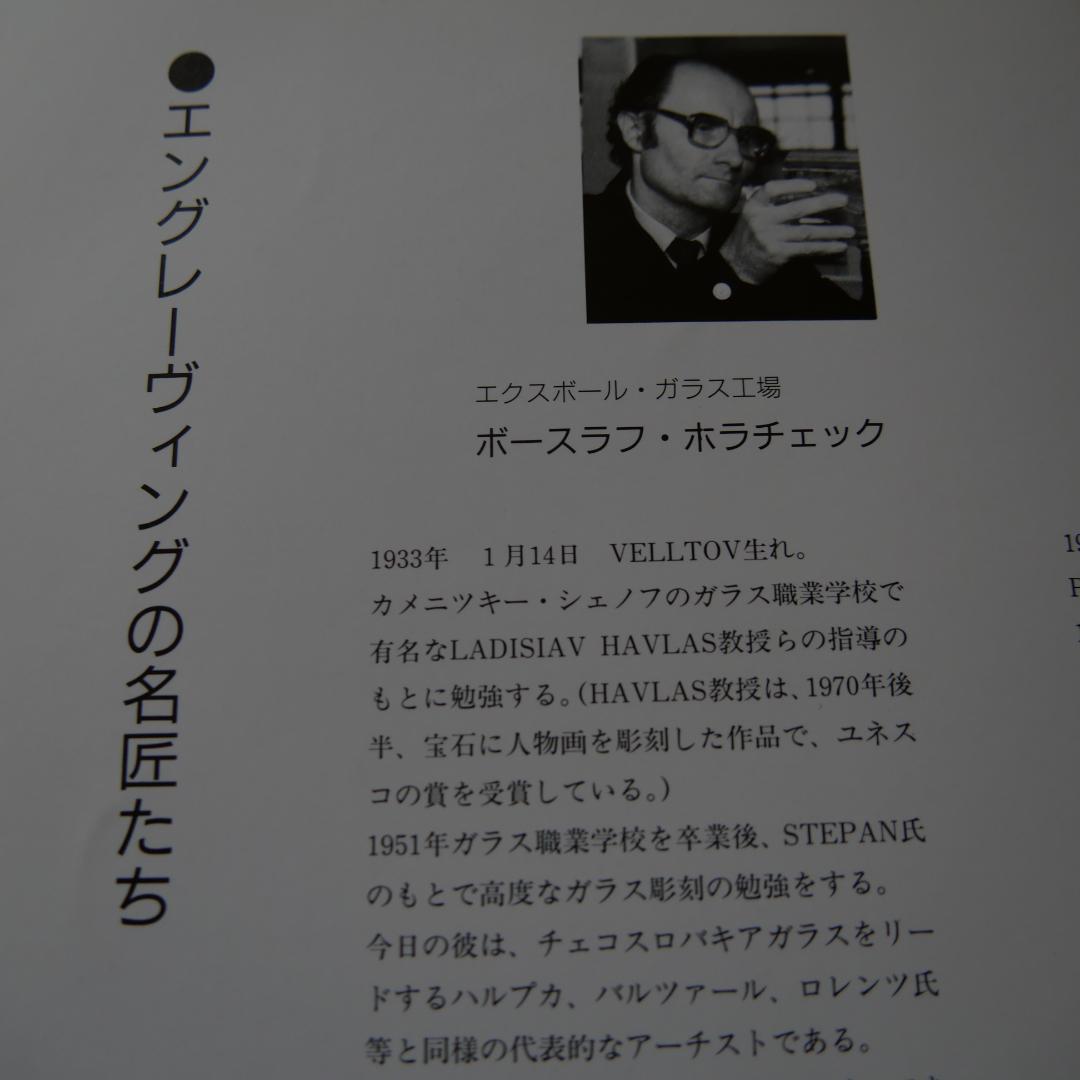 ●エングレーヴィングの名匠たち
エクスボール・ガラス工場
ボースラフ・ホラチェック
1933年 1月14日 VELLTOV生れ。
カメニツキー・シェノフのガラス職業学校で
有名なLADISIAV HAVLAS教授らの指導の
もとに勉強する。(HAVLAS教授は、1970年後
半、宝石に人物画を彫刻した作品で、ユネス
コの賞を受賞している。)
1951年ガラス職業学校を卒業後、STEPAN氏
のもとで高度なガラス彫刻の勉強をする。
今日の彼は、チェコスロバキアガラスをリー
ドするハルプカ、バルツァール、ロレンツ氏
等と同様の代表的なアーチストである。